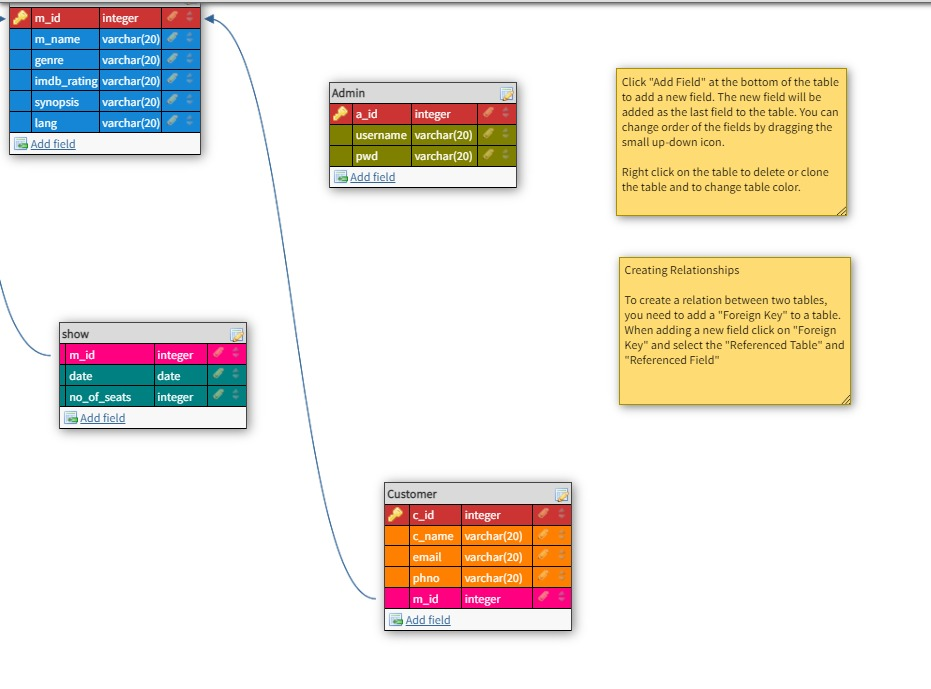 m_id integer
m_name varchar(20)
genre varchar(20)
imdb_rating varchar(20)
synopsis varchar(20)
lang varchar(20)
Add field
Admin
a_id integer
username varchar(20)
pwd varchar(20)
Add field
Click "Add Field" at the bottom of the table
to add a new field. The new field will be
added as the last field to the table. You can
change order of the fields by dragging the
small up-down icon.
Right click on the table to delete or clone
the table and to change table color.
Creating Relationships
To create a relation between two tables,
you need to add a "Foreign Key" to a table.
When adding a new field click on "Foreign
Key" and select the "Referenced Table" and
"Referenced Field"
show
m_id integer
date date
no_of_seats integer
Add field
Customer
c_id integer
c_name varchar(20)
email varchar(20)
phno varchar(20)
m_id integer
Add field